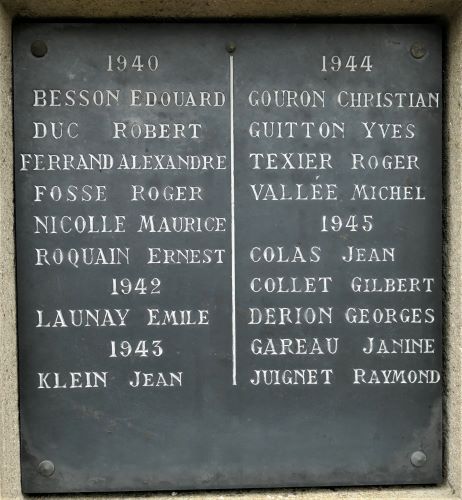 1940
BESSON EDOUARD
DUC ROBERT
FERRAND ALEXANDRE
FOSSE ROGER
NICOLLE MAURICE
ROQUAIN ERNEST
1942
LAUNAY EMILE
1943
KLEIN JEAN
1944
GOURON CHRISTIAN
GUITTON YVES
TEXIER ROGER
VALLÉE MICHEL
1945
COLAS JEAN
COLLET GILBERT
DERION GEORGES
GAREAU JANINE
JUIGNET RAYMOND